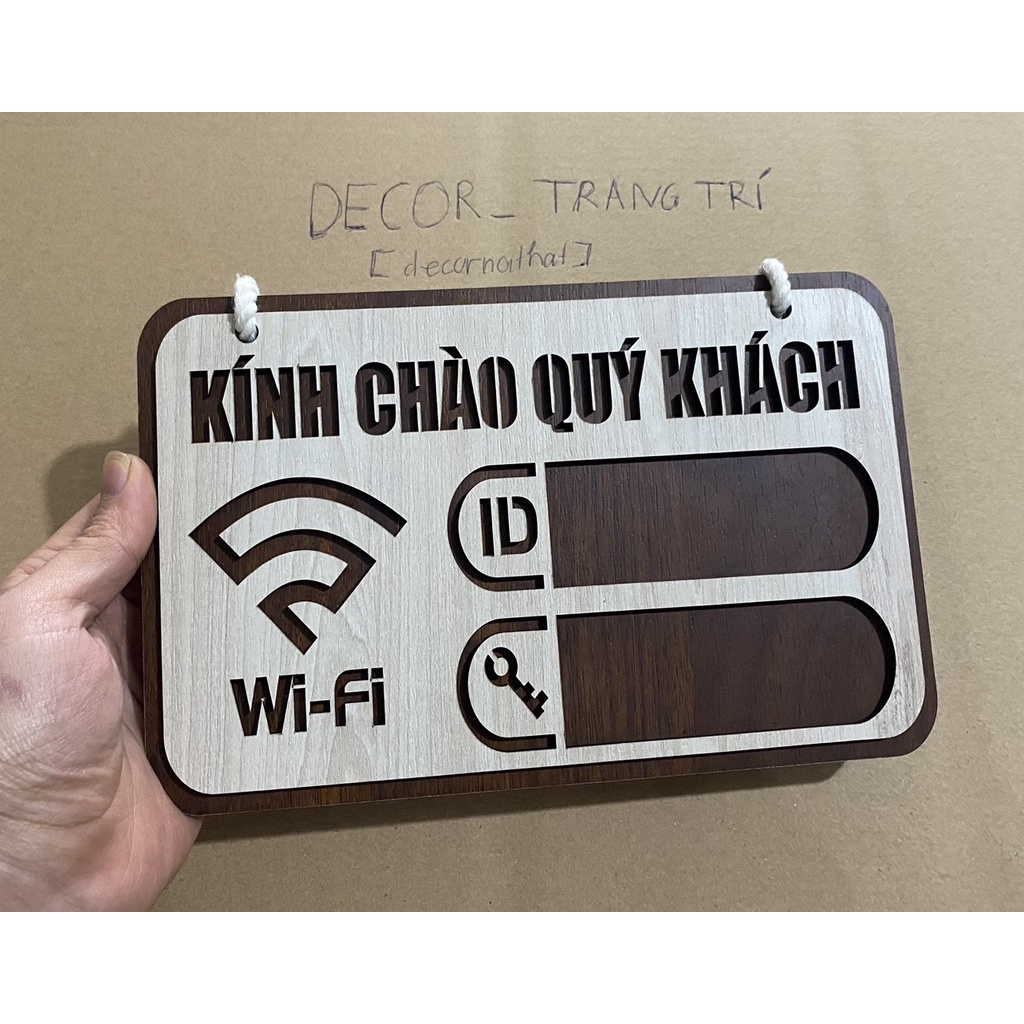 DECOR_ TRANG TRÍ
[decornoithat]
KÍNH CHÀO QUÝ KHÁCH
ID
Wi-Fi